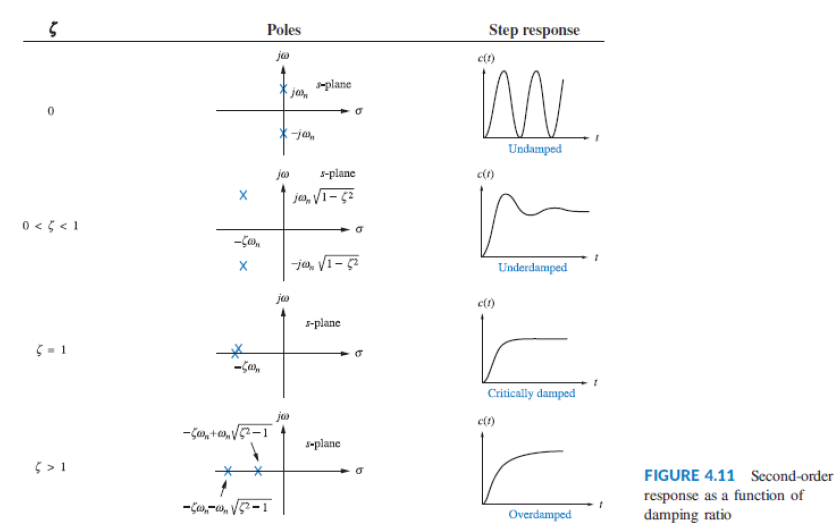 ζ Poles Step response
0
jω
s-plane
jωn
σ
-jωn
c(t)
t
Undamped
0 < ζ < 1
jω s-plane
jωn √1 − ζ²
σ
−ζωn
−jωn √1 − ζ²
c(t)
t
Underdamped
ζ = 1
jω
s-plane
σ
−ζωn
c(t)
t
Critically damped
ζ > 1
jω
−ζωn+ωn√ζ²−1
s-plane
σ
−ζωn−ωn√ζ²−1
c(t)
t
Overdamped
FIGURE 4.11 Second-order
response as a function of
damping ratio